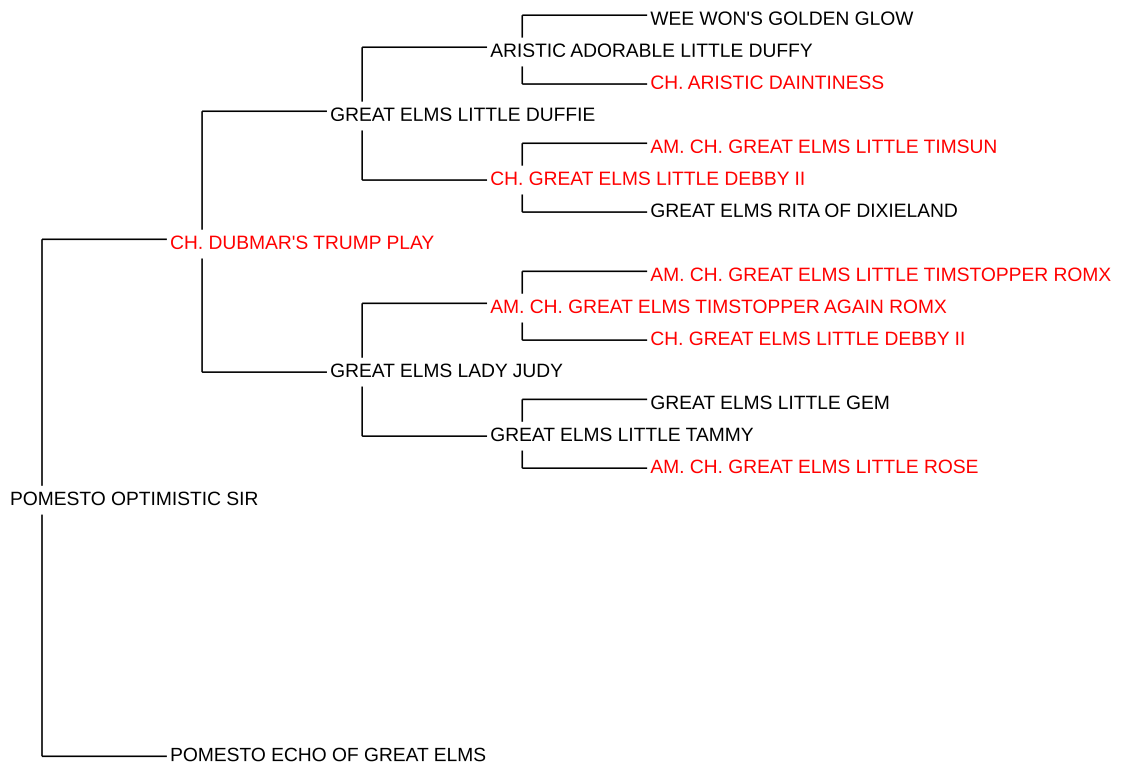 WEE WON'S GOLDEN GLOW
ARISTIC ADORABLE LITTLE DUFFY
CH. ARISTIC DAINTINESS
GREAT ELMS LITTLE DUFFIE
AM. CH. GREAT ELMS LITTLE TIMSUN
CH. GREAT ELMS LITTLE DEBBY II
GREAT ELMS RITA OF DIXIELAND
CH. DUBMAR'S TRUMP PLAY
AM. CH. GREAT ELMS LITTLE TIMSTOPPER ROMX
AM. CH. GREAT ELMS TIMSTOPPER AGAIN ROMX
CH. GREAT ELMS LITTLE DEBBY II
GREAT ELMS LADY JUDY
GREAT ELMS LITTLE GEM
GREAT ELMS LITTLE TAMMY
AM. CH. GREAT ELMS LITTLE ROSE
POMESTO OPTIMISTIC SIR
POMESTO ECHO OF GREAT ELMS